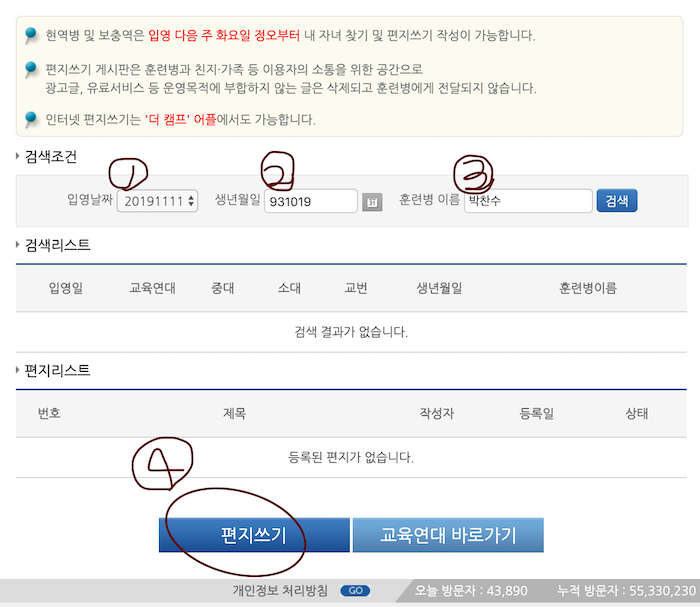 현역병 및 보충역은 입영 다음 주 화요일 정오부터 내 자녀 찾기 및 편지쓰기 작성이 가능합니다.
편지쓰기 게시판은 훈련병과 친지·가족 등 이용자의 소통을 위한 공간으로
광고글, 유료서비스 등 운영목적에 부합하지 않는 글은 삭제되고 훈련병에게 전달되지 않습니다.
인터넷 편지쓰기는 '더 캠프' 어플에서도 가능합니다.
검색조건
① ② ③
입영날짜 20191111 생년월일 931019 훈련병 이름 박찬수 검색
검색리스트
입영일 교육연대 중대 소대 교번 생년월일 훈련병이름
검색 결과가 없습니다.
편지리스트
번호 제목 작성자 등록일 상태
④ 등록된 편지가 없습니다.
편지쓰기 교육연대 바로가기
개인정보 처리방침 GO 오늘 방문자 : 43,890 누적 방문자 : 55,330,230